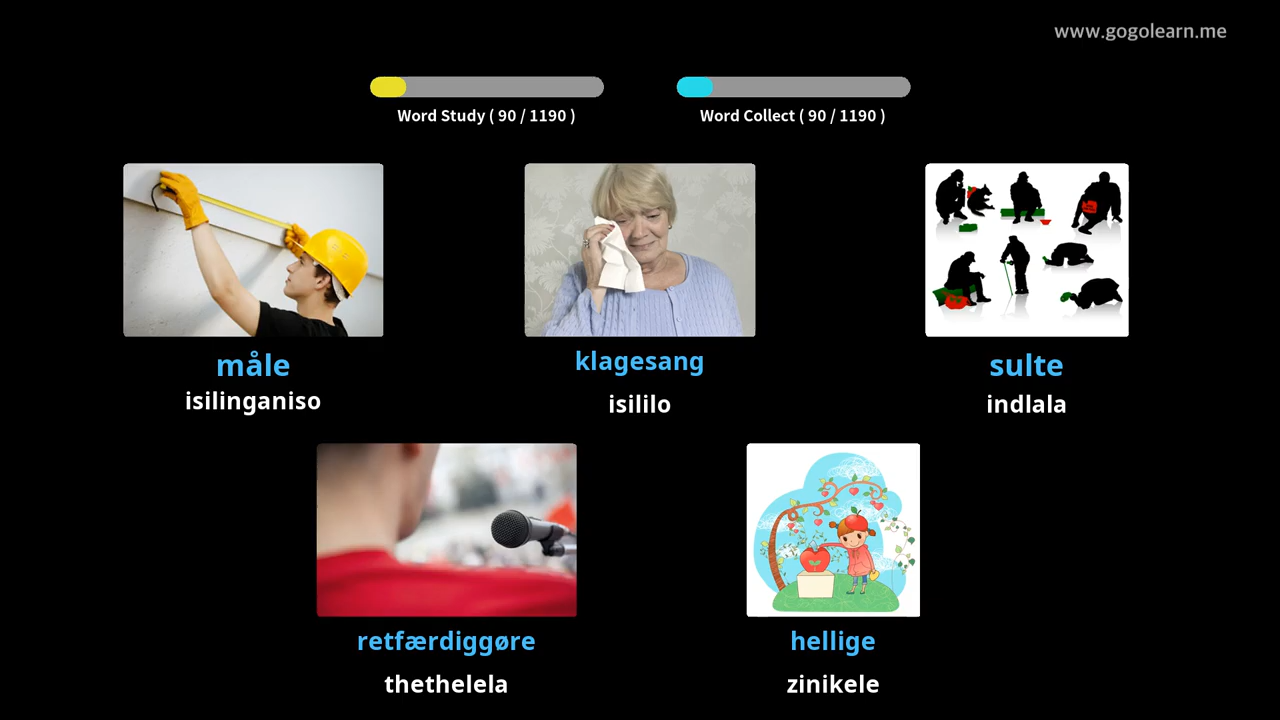 www.gogolearn.me
Word Study ( 90 / 1190 )
Word Collect ( 90 / 1190 )
måle
isilinganiso
klagesang
isililo
sulte
indlala
retfærdiggøre
thethelela
hellige
zinikele